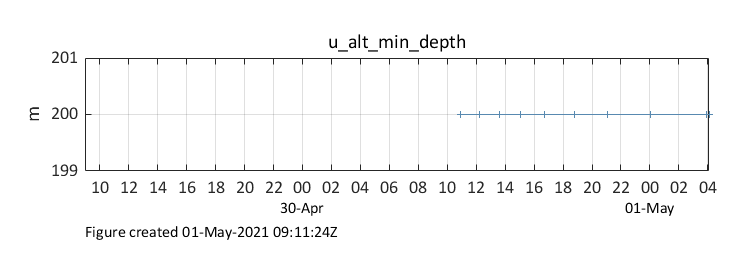 u_alt_min_depth
201
200
199
m
10 12 14 16 18 20 22 00 02 04 06 08 10 12 14 16 18 20 22 00 02 04
30-Apr 01-May
Figure created 01-May-2021 09:11:24Z